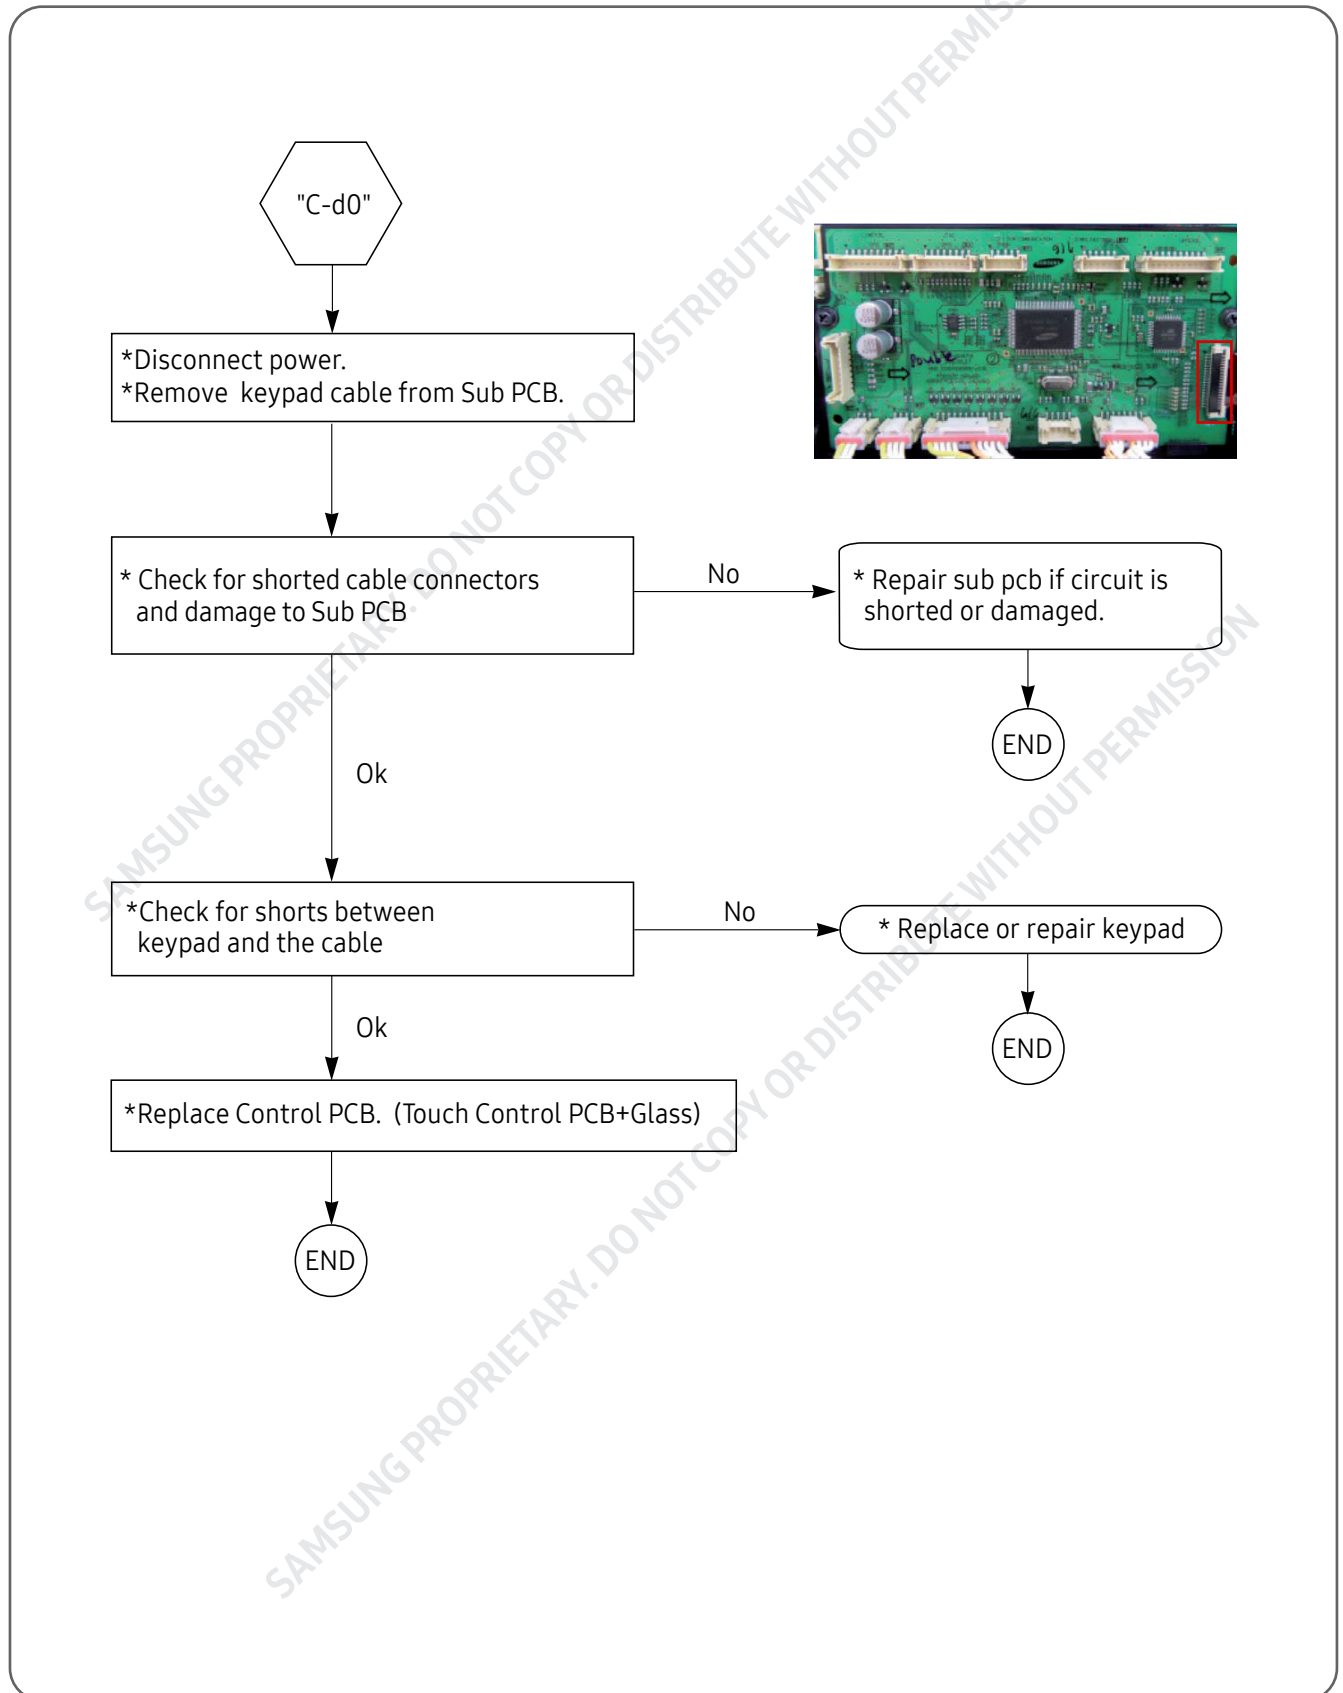 "C-d0"
*Disconnect power.
*Remove keypad cable from Sub PCB.
* Check for shorted cable connectors
and damage to Sub PCB
No
* Repair sub pcb if circuit is
shorted or damaged.
END
Ok
*Check for shorts between
keypad and the cable
No
* Replace or repair keypad
END
Ok
*Replace Control PCB. (Touch Control PCB+Glass)
END
SAMSUNG PROPRIETARY. DO NOT COPY OR DISTRIBUTE WITHOUT PERMISSION
SAMSUNG PROPRIETARY. DO NOT COPY OR DISTRIBUTE WITHOUT PERMISSION